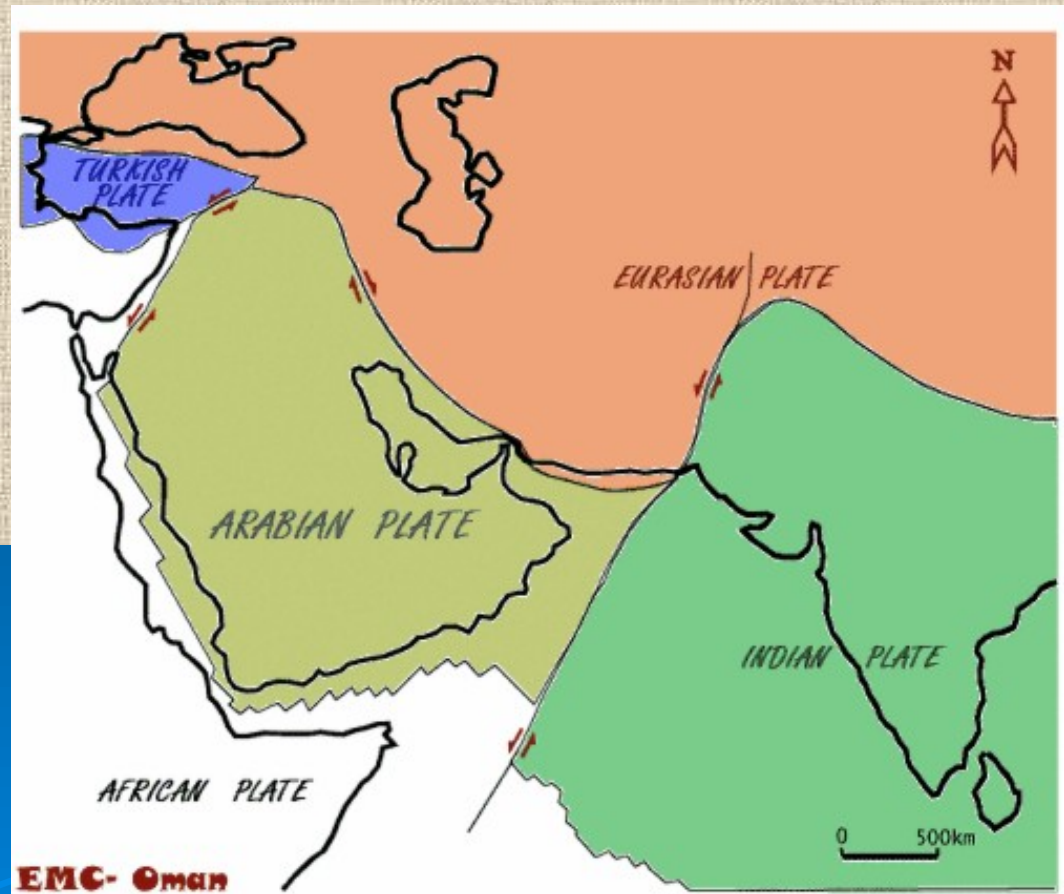 N
TURKISH
PLATE
EURASIAN PLATE
ARABIAN PLATE
INDIAN PLATE
AFRICAN PLATE
0 500km
EMC- Oman